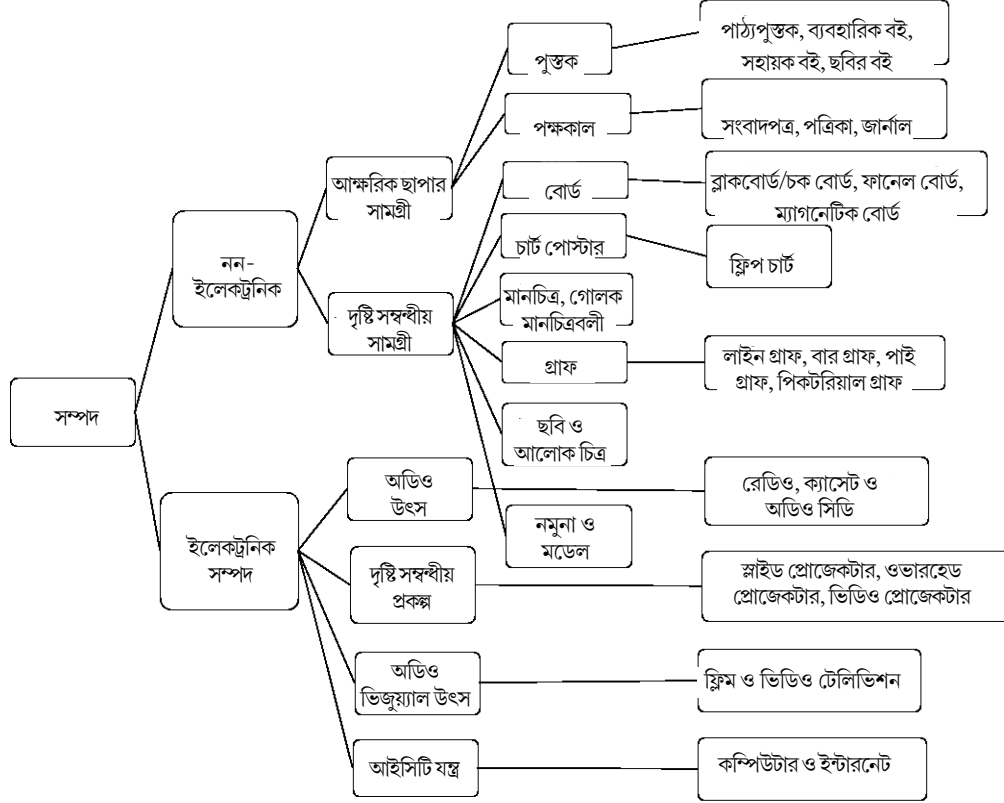 সম্পদ
নন-
ইলেকট্রনিক
আক্ষরিক ছাপার
সামগ্রী
পুস্তক
পাঠ্যপুস্তক, ব্যবহারিক বই,
সহায়ক বই, ছবির বই
পক্ষকাল
সংবাদপত্র, পত্রিকা, জার্নাল
দৃষ্টি সম্বন্ধীয়
সামগ্রী
বোর্ড
ব্লাকবোর্ড/চক বোর্ড, ফানেল বোর্ড,
ম্যাগনেটিক বোর্ড
চার্ট পোস্টার
ফ্লিপ চার্ট
মানচিত্র, গোলক
মানচিত্রবলী
গ্রাফ
লাইন গ্রাফ, বার গ্রাফ, পাই
গ্রাফ, পিকটরিয়াল গ্রাফ
ছবি ও
আলোক চিত্র
নমুনা ও
মডেল
ইলেকট্রনিক
সম্পদ
অডিও
উৎস
রেডিও, ক্যাসেট ও
অডিও সিডি
দৃষ্টি সম্বন্ধীয়
প্রকল্প
স্লাইড প্রোজেকটার, ওভারহেড
প্রোজেকটার, ভিডিও প্রোজেকটার
অডিও
ভিজুয়্যাল উৎস
ফ্লিম ও ভিডিও টেলিভিশন
আইসিটি যন্ত্র
কম্পিউটার ও ইন্টারনেট